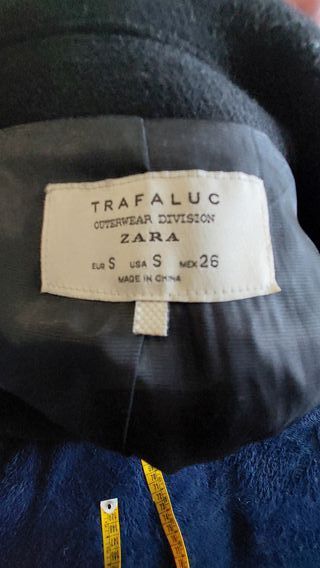 TRAFALUC
OUTERWEAR DIVISION
ZARA
EUR S USA S MEX 26
MADE IN CHINA